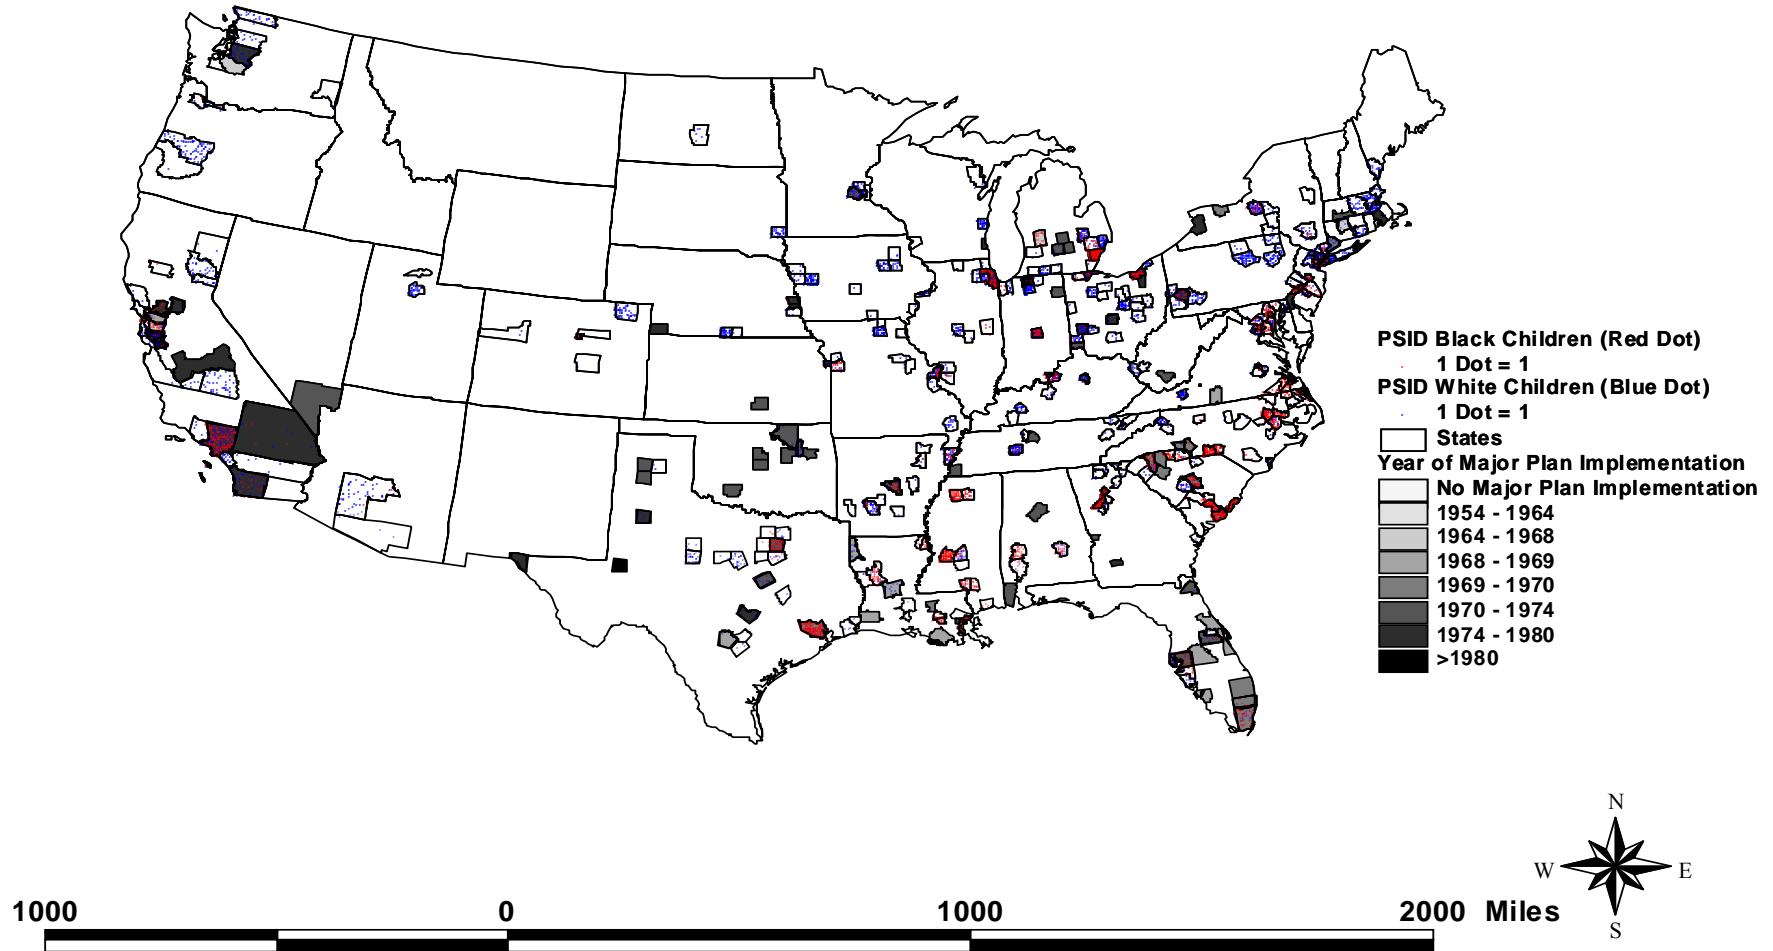 PSID Black Children (Red Dot)
1 Dot = 1
PSID White Children (Blue Dot)
1 Dot = 1
States
Year of Major Plan Implementation
No Major Plan Implementation
1954 - 1964
1964 - 1968
1968 - 1969
1969 - 1970
1970 - 1974
1974 - 1980
>1980
N
W E
S
1000 0 1000 2000 Miles